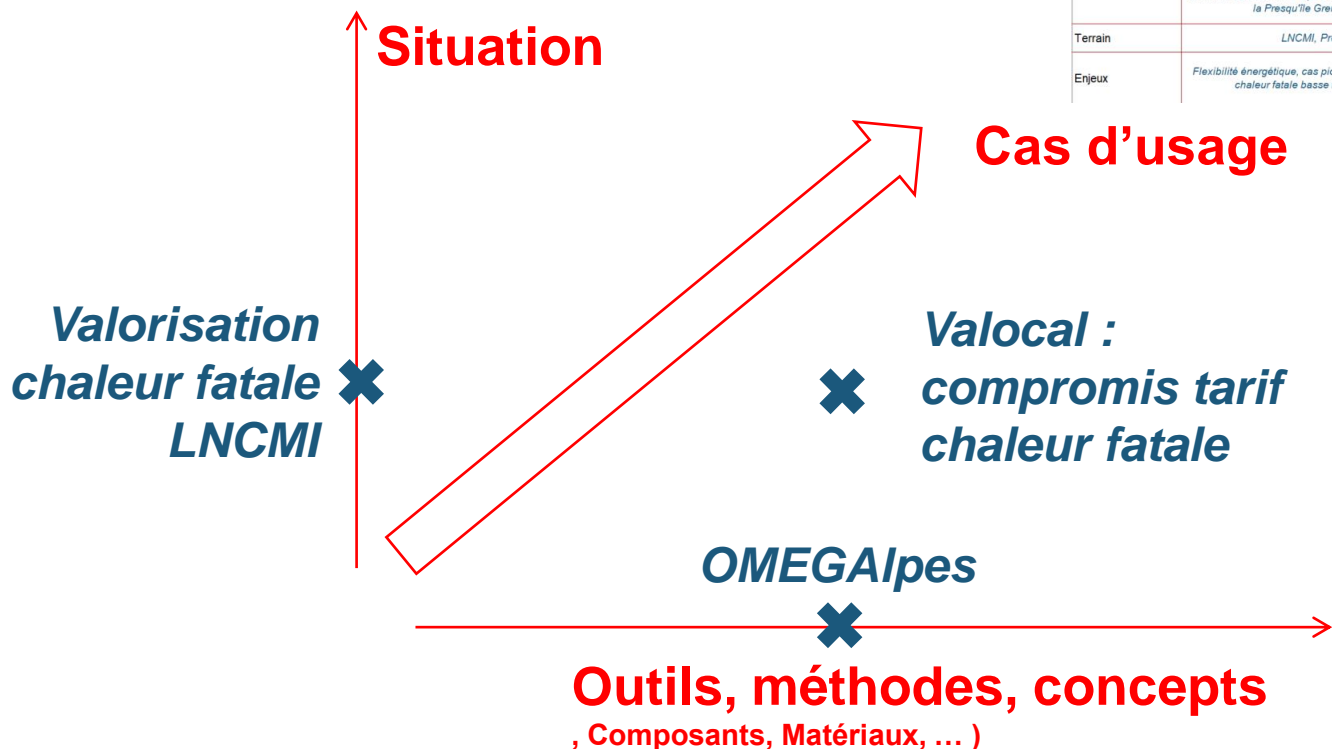 la Presqu'île Gre
Terrain
LNCMI, Pr
Enjeux
Flexibilité énergétique, cas pi
chaleur fatale basse
Situation
Cas d'usage
Valorisation
chaleur fatale
LNCMI
Valocal :
compromis tarif
chaleur fatale
OMEGAlpes
Outils, méthodes, concepts
, Composants, Matériaux, … )